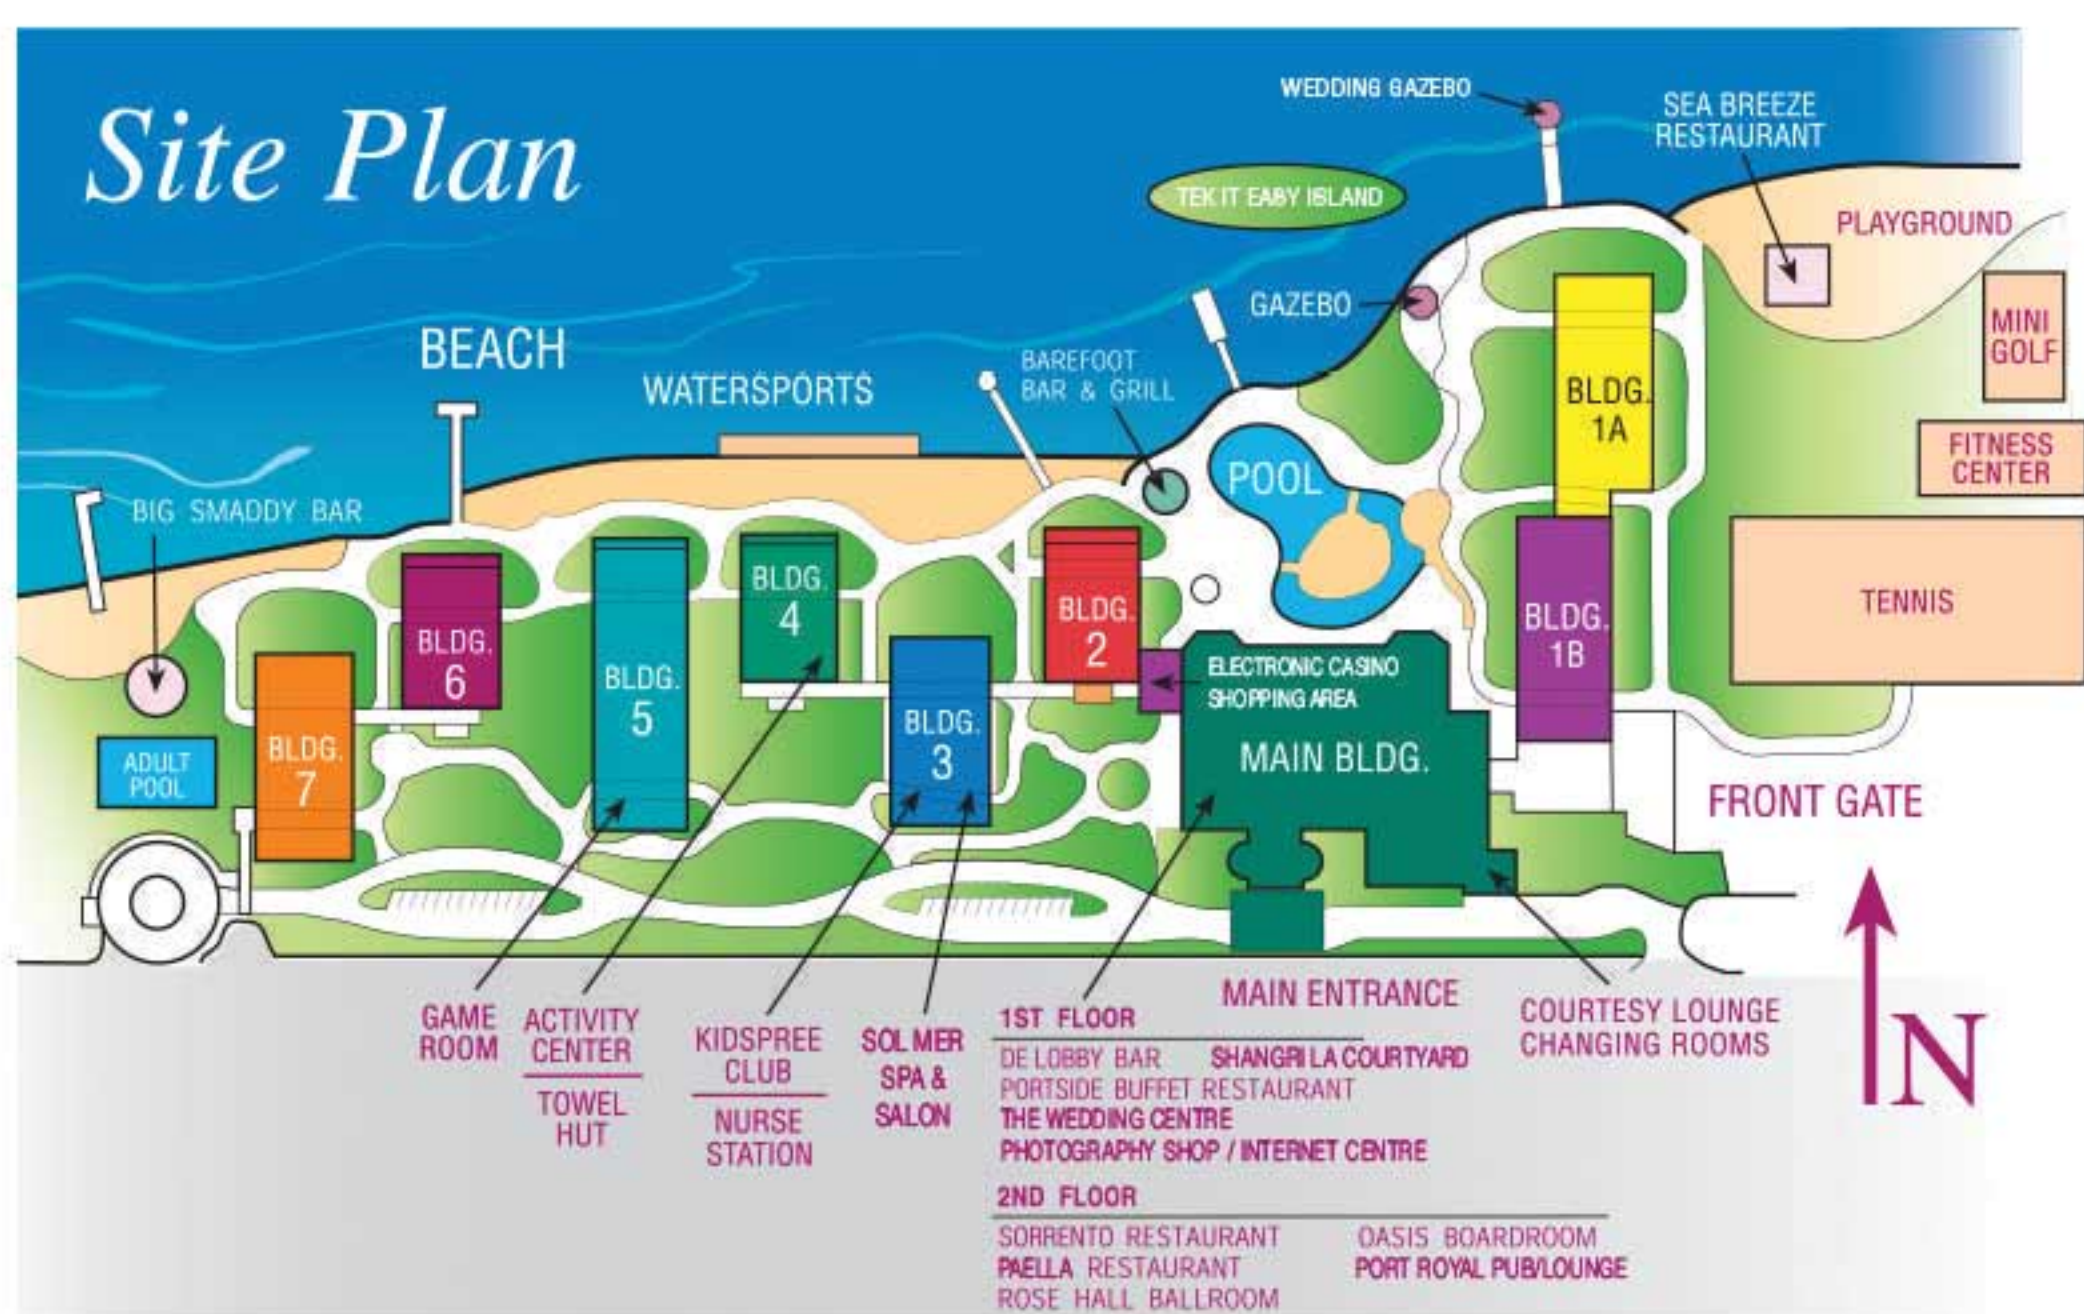 Site Plan
WEDDING GAZEBO
SEA BREEZE
RESTAURANT
TEK IT EASY ISLAND
PLAYGROUND
GAZEBO
MINI
GOLF
BEACH
WATERSPORTS
BAREFOOT
BAR & GRILL
BLDG.
1A
FITNESS
CENTER
POOL
BIG SMADDY BAR
BLDG.
4
BLDG.
2
BLDG.
1B
TENNIS
BLDG.
6
BLDG.
5
ELECTRONIC CASINO
SHOPPING AREA
BLDG.
3
BLDG.
7
ADULT
POOL
MAIN BLDG.
FRONT GATE
N
GAME
ROOM
ACTIVITY
CENTER
TOWEL
HUT
KIDSPREE
CLUB
NURSE
STATION
SOL MER
SPA &
SALON
MAIN ENTRANCE
COURTESY LOUNGE
CHANGING ROOMS
1ST FLOOR
DE LOBBY BAR SHANGRI LA COURTYARD
PORTSIDE BUFFET RESTAURANT
THE WEDDING CENTRE
PHOTOGRAPHY SHOP / INTERNET CENTRE
2ND FLOOR
SORRENTO RESTAURANT OASIS BOARDROOM
PAELLA RESTAURANT PORT ROYAL PUB/LOUNGE
ROSE HALL BALLROOM